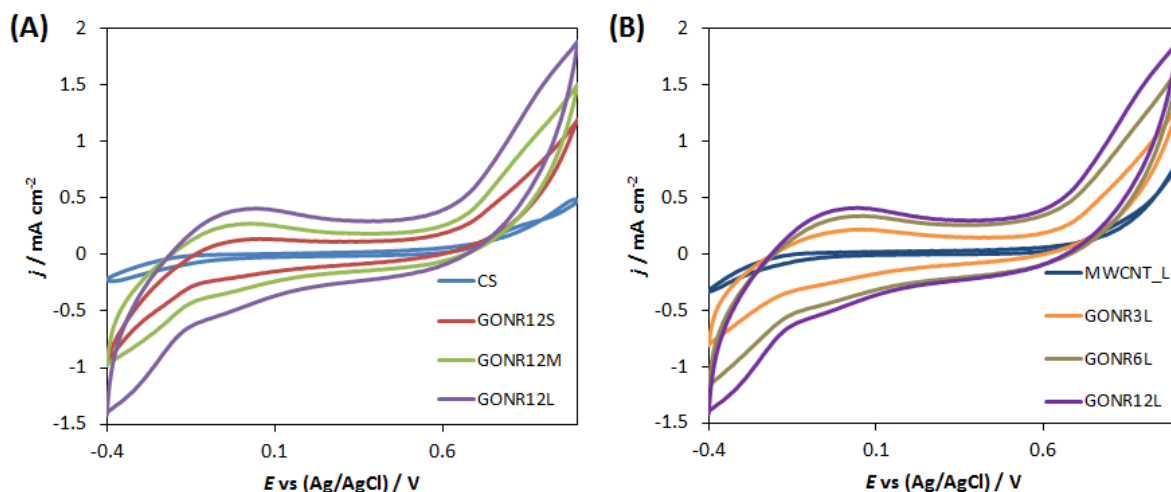 (A)
2
1.5
1
0.5
0
-0.5
-1
-1.5
j / mA cm⁻²
-0.4
0.1
0.6
E vs (Ag/AgCl) / V
CS
GONR12S
GONR12M
GONR12L
(B)
2
1.5
1
0.5
0
-0.5
-1
-1.5
j / mA cm⁻²
-0.4
0.1
0.6
E vs (Ag/AgCl) / V
MWCNT_L
GONR3L
GONR6L
GONR12L